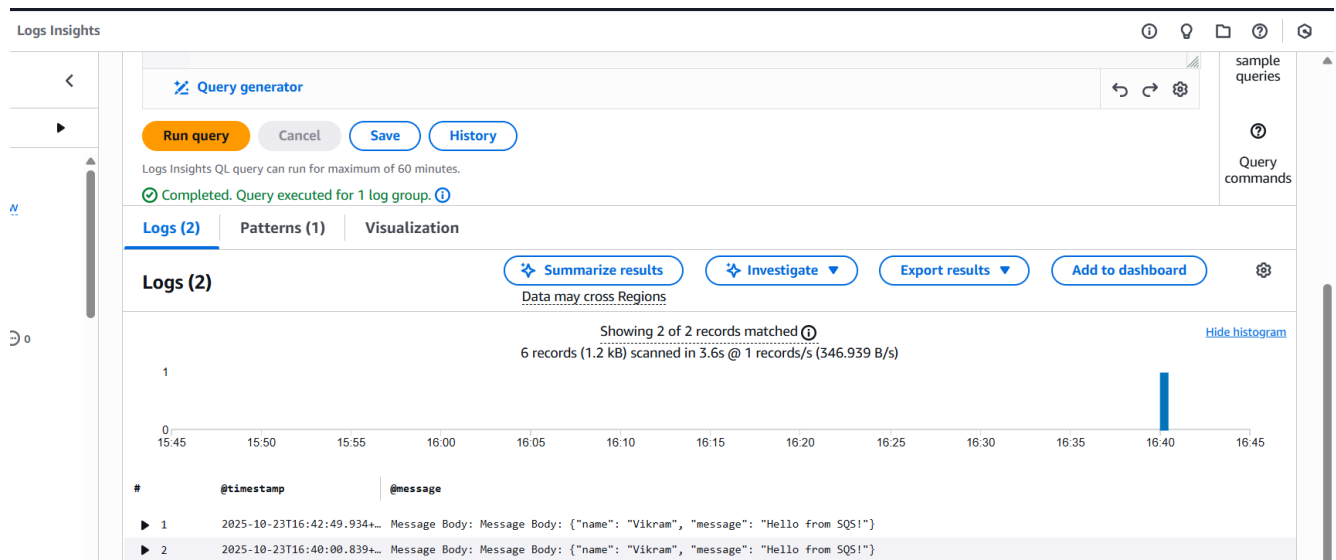 Logs Insights
sample
queries
Query generator
Run query Cancel Save History
Query
commands
Logs Insights QL query can run for maximum of 60 minutes.
Completed. Query executed for 1 log group.
Logs (2) Patterns (1) Visualization
Logs (2) Summarize results Investigate Export results Add to dashboard
Data may cross Regions
Showing 2 of 2 records matched
Hide histogram
6 records (1.2 kB) scanned in 3.6s @ 1 records/s (346.939 B/s)
0
1
0
15:45 15:50 15:55 16:00 16:05 16:10 16:15 16:20 16:25 16:30 16:35 16:40 16:45
# @timestamp @message
1 2025-10-23T16:42:49.934+… Message Body: Message Body: {"name": "Vikram", "message": "Hello from SQS!"}
2 2025-10-23T16:40:00.839+… Message Body: Message Body: {"name": "Vikram", "message": "Hello from SQS!"}